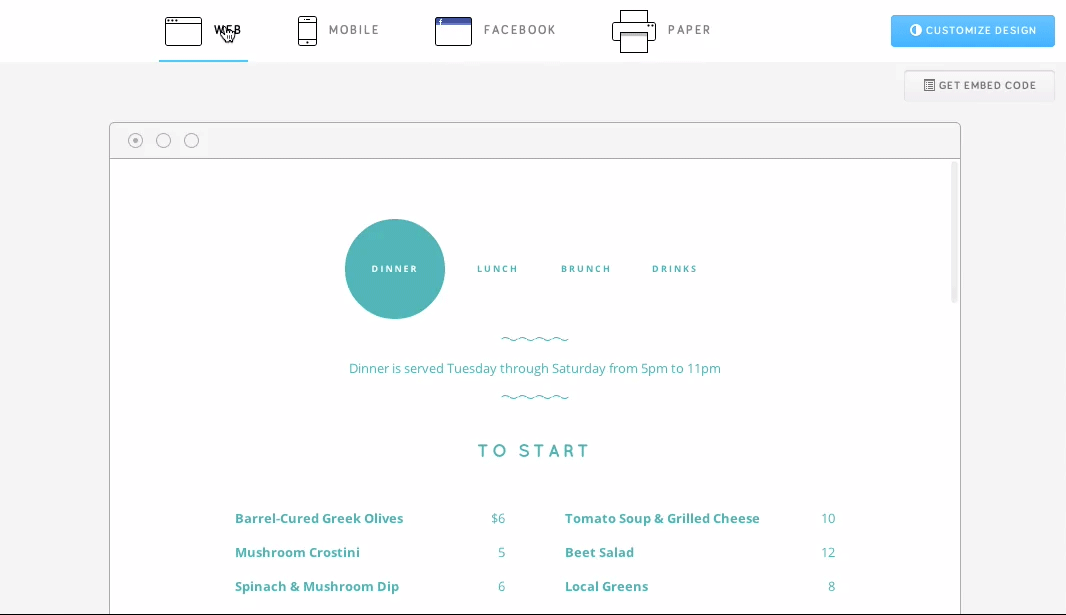 WEB MOBILE FACEBOOK PAPER CUSTOMIZE DESIGN
GET EMBED CODE
DINNER LUNCH BRUNCH DRINKS
Dinner is served Tuesday through Saturday from 5pm to 11pm
TO START
Barrel-Cured Greek Olives $6 Tomato Soup & Grilled Cheese 10
Mushroom Crostini 5 Beet Salad 12
Spinach & Mushroom Dip 6 Local Greens 8